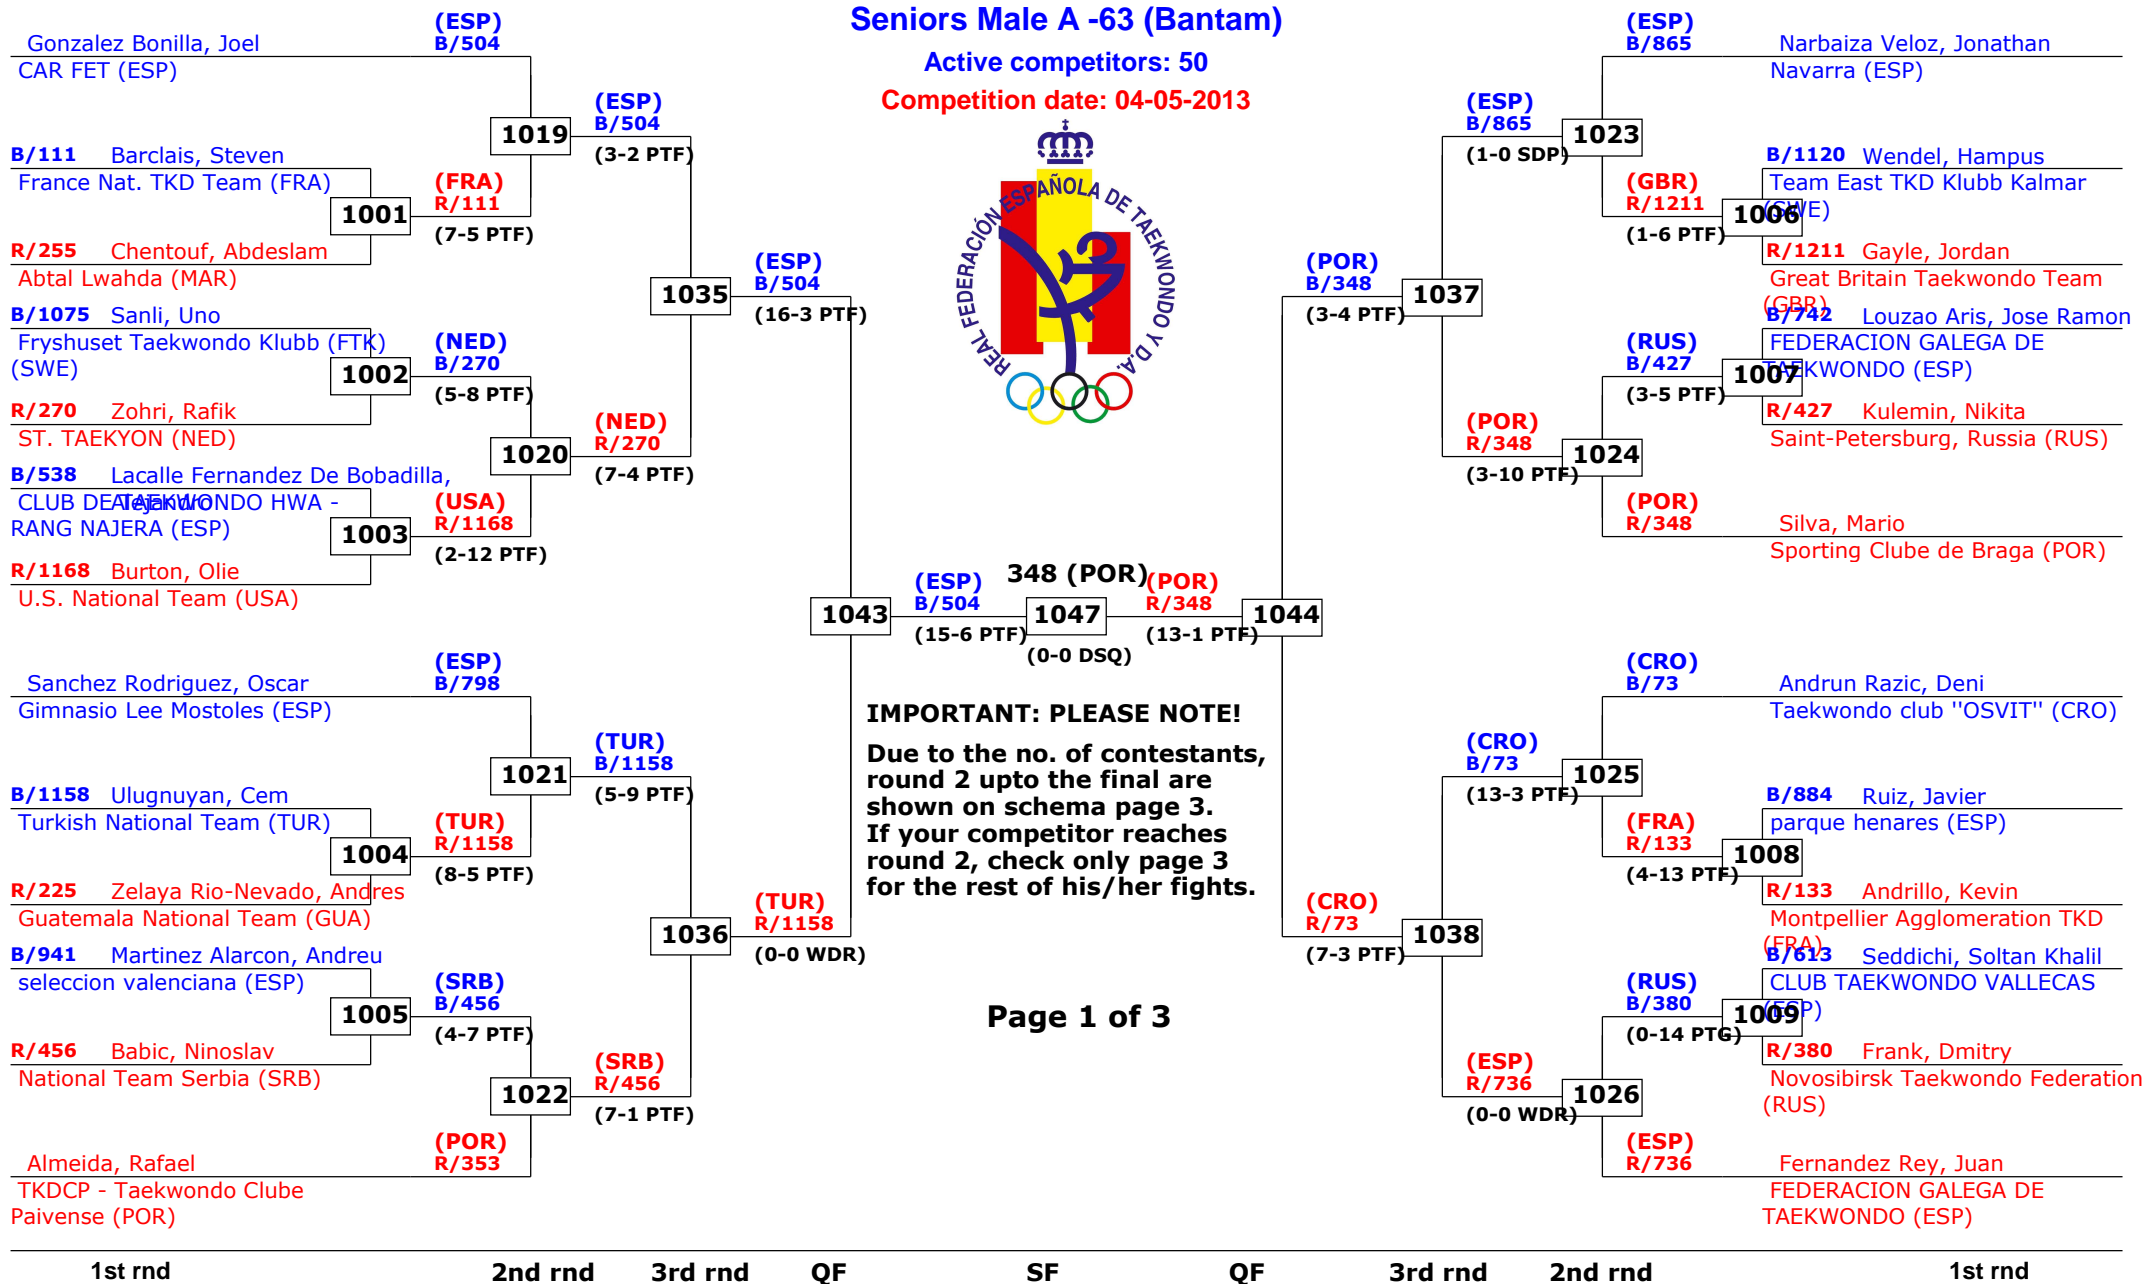 Seniors Male A -63 (Bantam)
Active competitors: 50
Competition date: 04-05-2013
REAL FEDERACIÓN ESPAÑOLA DE TAEKWONDO Y D.A.
Gonzalez Bonilla, Joel
CAR FET (ESP)
(ESP)
B/504
B/111 Barclais, Steven
France Nat. TKD Team (FRA)
1001
R/255 Chentouf, Abdeslam
Abtal Lwahda (MAR)
(FRA)
R/111
(7-5 PTF)
1019
(ESP)
B/504
(3-2 PTF)
B/1075 Sanli, Uno
Fryshuset Taekwondo Klubb (FTK)
(SWE)
1002
R/270 Zohri, Rafik
ST. TAEKYON (NED)
(NED)
B/270
(5-8 PTF)
1020
(NED)
R/270
(7-4 PTF)
B/538 Lacalle Fernandez De Bobadilla,
Alejandro
CLUB DE TAEKWONDO HWA -
RANG NAJERA (ESP)
1003
R/1168 Burton, Olie
U.S. National Team (USA)
(USA)
R/1168
(2-12 PTF)
1035
(ESP)
B/504
(16-3 PTF)
Sanchez Rodriguez, Oscar
Gimnasio Lee Mostoles (ESP)
(ESP)
B/798
B/1158 Ulugnuyan, Cem
Turkish National Team (TUR)
1004
R/225 Zelaya Rio-Nevado, Andres
Guatemala National Team (GUA)
(TUR)
R/1158
(8-5 PTF)
1021
(TUR)
B/1158
(5-9 PTF)
B/941 Martinez Alarcon, Andreu
seleccion valenciana (ESP)
1005
R/456 Babic, Ninoslav
National Team Serbia (SRB)
(SRB)
B/456
(4-7 PTF)
1022
(SRB)
R/456
(7-1 PTF)
Almeida, Rafael
TKDCP - Taekwondo Clube
Paivense (POR)
(POR)
R/353
1036
(TUR)
R/1158
(0-0 WDR)
1043
(ESP)
B/504
(15-6 PTF)
348 (POR)
1047
(0-0 DSQ)
(POR)
R/348
(13-1 PTF)
1044
IMPORTANT: PLEASE NOTE!
Due to the no. of contestants,
round 2 upto the final are
shown on schema page 3.
If your competitor reaches
round 2, check only page 3
for the rest of his/her fights.
Page 1 of 3
(ESP)
B/865
Narbaiza Veloz, Jonathan
Navarra (ESP)
(ESP)
B/865
(1-0 SDP)
1023
B/1120 Wendel, Hampus
Team East TKD Klubb Kalmar
(SWE)
(GBR)
R/1211
(1-6 PTF)
1006
R/1211 Gayle, Jordan
Great Britain Taekwondo Team
(GBR)
(POR)
B/348
(3-4 PTF)
1037
B/742 Louzao Aris, Jose Ramon
FEDERACION GALEGA DE
TAEKWONDO (ESP)
(RUS)
B/427
(3-5 PTF)
1007
R/427 Kulemin, Nikita
Saint-Petersburg, Russia (RUS)
(POR)
R/348
(3-10 PTF)
1024
(POR)
R/348
Silva, Mario
Sporting Clube de Braga (POR)
(CRO)
B/73
Andrun Razic, Deni
Taekwondo club "OSVIT" (CRO)
(CRO)
B/73
(13-3 PTF)
1025
B/884 Ruiz, Javier
parque henares (ESP)
(FRA)
R/133
(4-13 PTF)
1008
R/133 Andrillo, Kevin
Montpellier Agglomeration TKD
(FRA)
(CRO)
R/73
(7-3 PTF)
1038
B/613 Seddichi, Soltan Khalil
CLUB TAEKWONDO VALLECAS
(ESP)
(RUS)
B/380
(0-14 PTG)
1009
R/380 Frank, Dmitry
Novosibirsk Taekwondo Federation
(RUS)
(ESP)
R/736
(0-0 WDR)
1026
(ESP)
R/736
Fernandez Rey, Juan
FEDERACION GALEGA DE
TAEKWONDO (ESP)
1st rnd 2nd rnd 3rd rnd QF SF QF 3rd rnd 2nd rnd 1st rnd